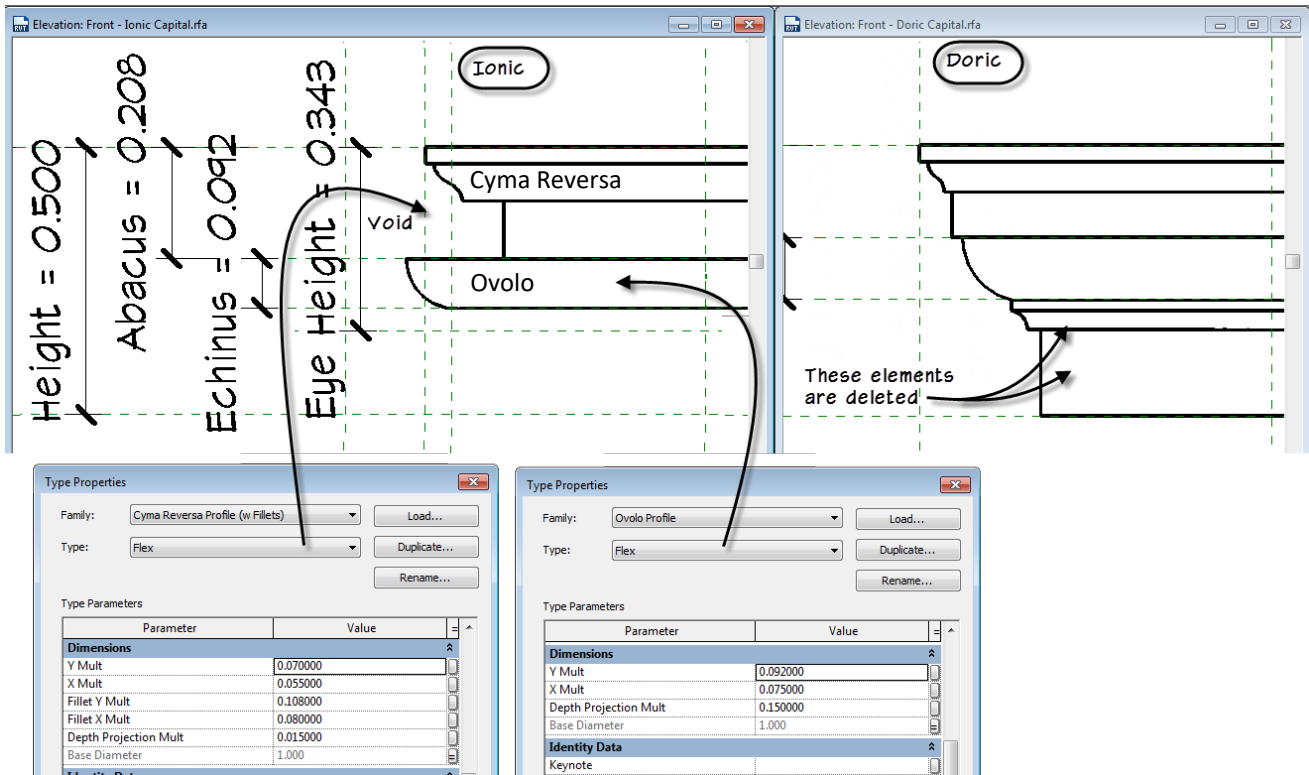 Elevation: Front - Ionic Capital.rfa
Elevation: Front - Doric Capital.rfa
Height = 0.500
Abacus = 0.208
Echinus = 0.092
Eye Height = 0.343
Ionic
Cyma Reversa
Void
Ovolo
Doric
These elements
are deleted
Type Properties
Family: Cyma Reversa Profile (w Fillets) Load...
Type: Flex Duplicate...
Rename...
Type Parameters
Parameter Value =
Dimensions
Y Mult 0.070000
X Mult 0.055000
Fillet Y Mult 0.108000
Fillet X Mult 0.080000
Depth Projection Mult 0.015000
Base Diameter 1.000 =
Type Properties
Family: Ovolo Profile Load...
Type: Flex Duplicate...
Rename...
Type Parameters
Parameter Value =
Dimensions
Y Mult 0.092000
X Mult 0.075000
Depth Projection Mult 0.150000
Base Diameter 1.000 =
Identity Data
Keynote